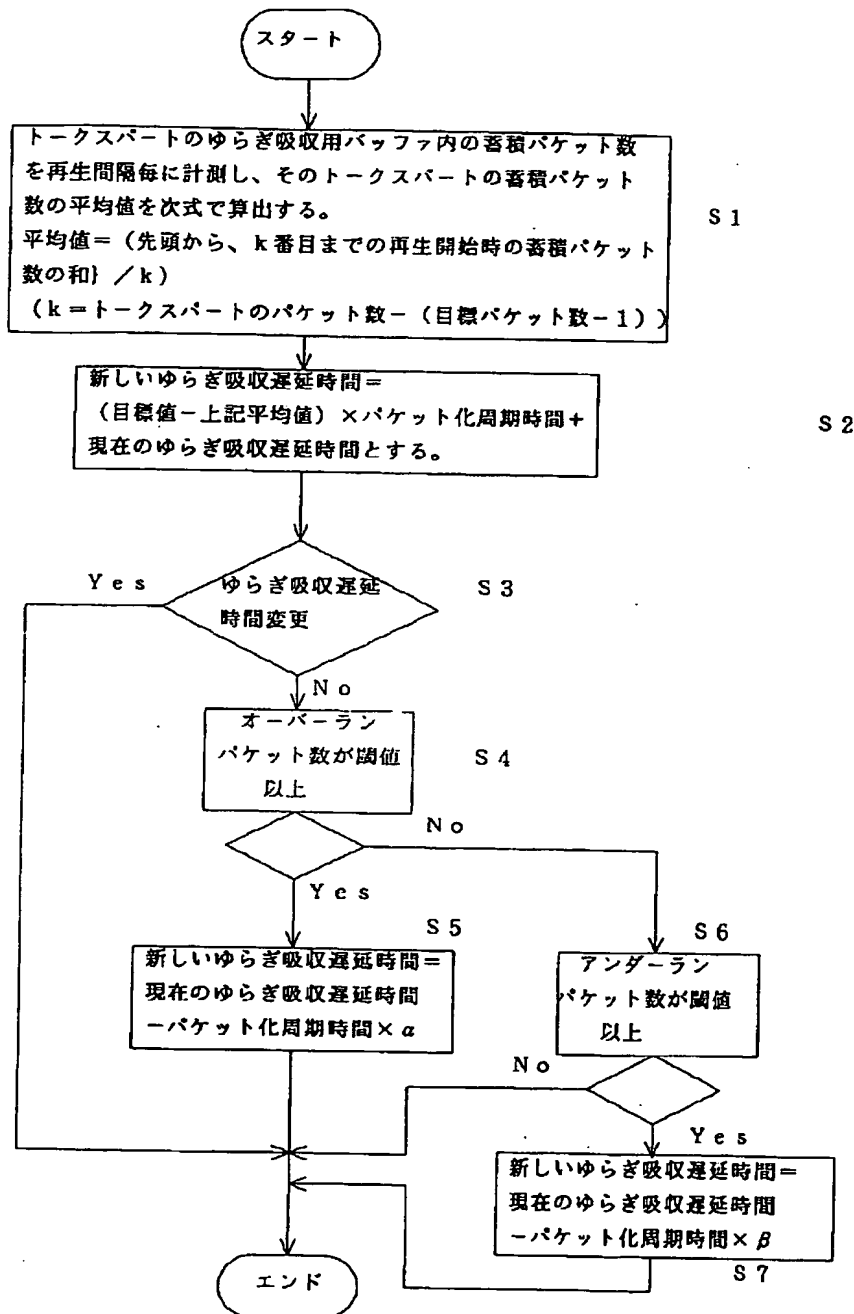 スタート
トークスパートのゆらぎ吸収用バッファ内の蓄積パケット数
を再生間隔毎に計測し、そのトークスパートの蓄積パケット
数の平均値を次式で算出する。
平均値=(先頭から、k番目までの再生開始時の蓄積パケット
数の和}/k)
(k=トークスパートのパケット数-(目標パケット数-1))
S1
新しいゆらぎ吸収遅延時間=
(目標値-上記平均値)×パケット化周期時間+
現在のゆらぎ吸収遅延時間とする。
S2
Yes
ゆらぎ吸収遅延
時間変更
S3
No
オーバーラン
パケット数が閾値
以上
S4
No
Yes
S5
新しいゆらぎ吸収遅延時間=
現在のゆらぎ吸収遅延時間
-パケット化周期時間×α
S6
アンダーラン
パケット数が閾値
以上
No
Yes
新しいゆらぎ吸収遅延時間=
現在のゆらぎ吸収遅延時間
-パケット化周期時間×β
S7
エンド